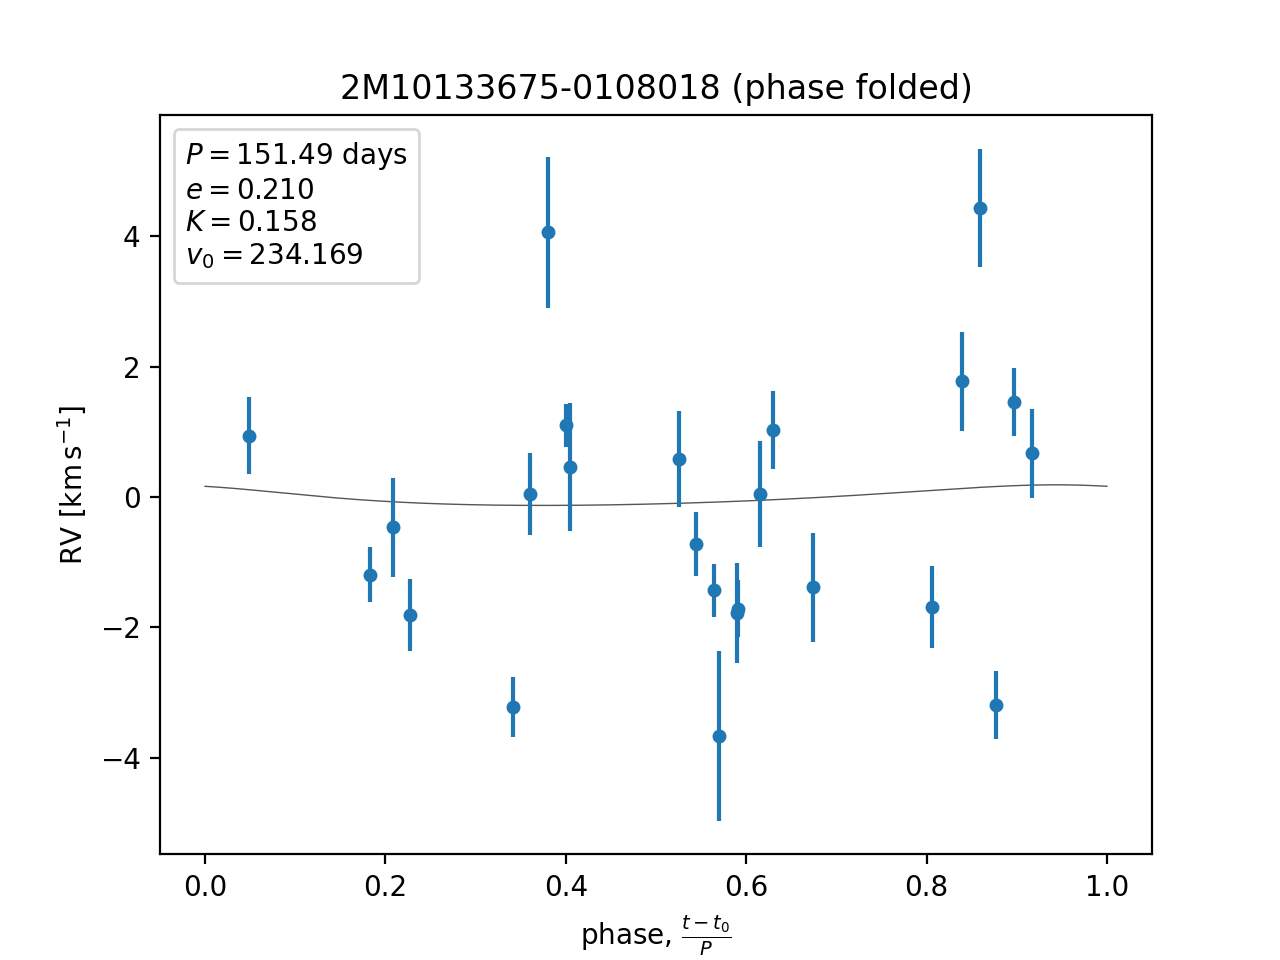 2M10133675-0108018 (phase folded)
P = 151.49 days
e = 0.210
K = 0.158
v₀ = 234.169
4
2
0
−2
−4
RV [km s⁻¹]
0.0 0.2 0.4 0.6 0.8 1.0
phase, (t − t₀)/P